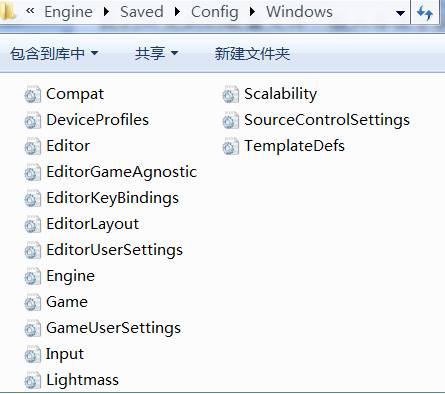 « Engine Saved Config Windows
包含到库中 共享 新建文件夹
Compat
DeviceProfiles
Editor
EditorGameAgnostic
EditorKeyBindings
EditorLayout
EditorUserSettings
Engine
Game
GameUserSettings
Input
Lightmass
Scalability
SourceControlSettings
TemplateDefs